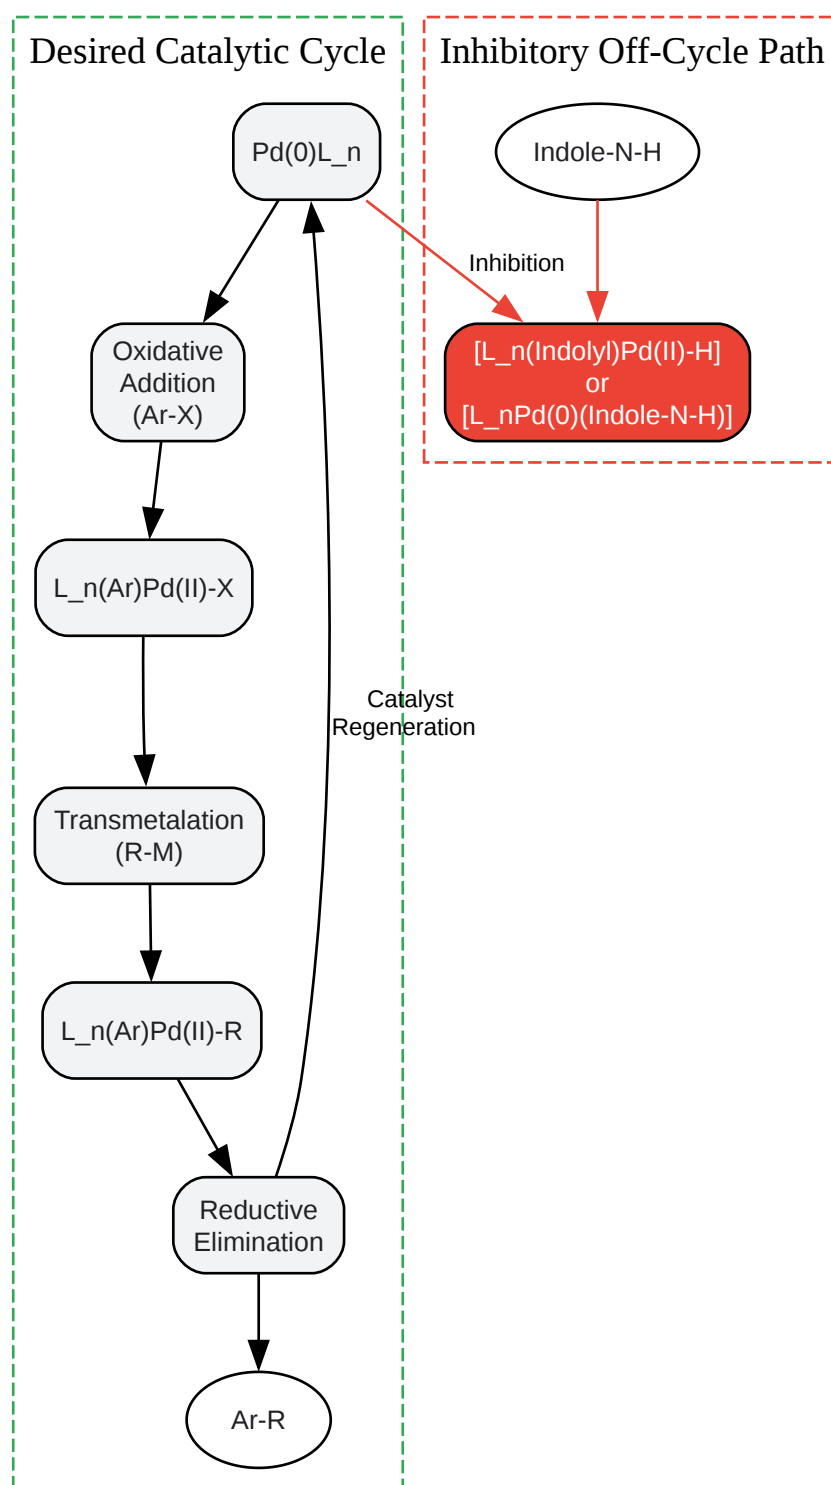 Desired Catalytic Cycle
Inhibitory Off-Cycle Path
Pd(0)L_n
Indole-N-H
Inhibition
Oxidative
Addition
(Ar-X)
[L_n(Indolyl)Pd(II)-H]
or
[L_nPd(0)(Indole-N-H)]
L_n(Ar)Pd(II)-X
Catalyst
Regeneration
Transmetalation
(R-M)
L_n(Ar)Pd(II)-R
Reductive
Elimination
Ar-R